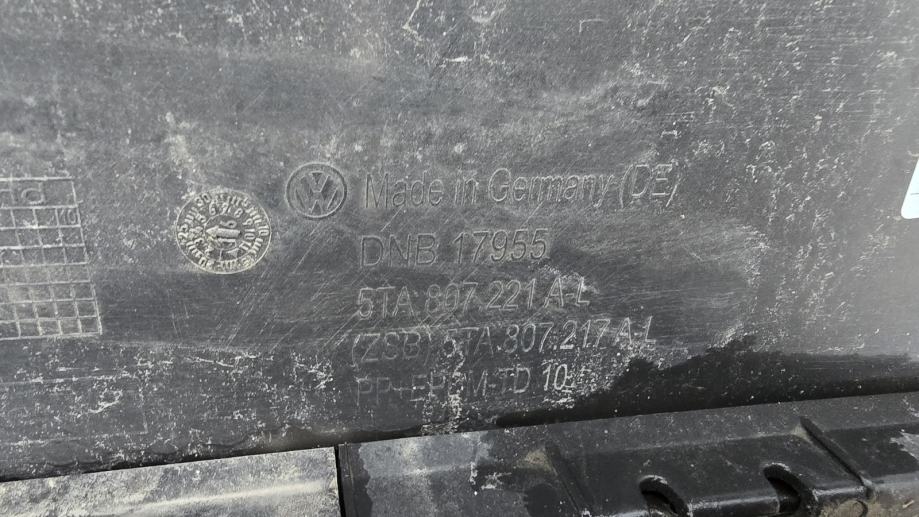 Made in Germany (DE)
DNB 17955
5TA.807.221 A-L
(ZSB) 5TA.807.217 A-L
PP+EPDM-TD 10